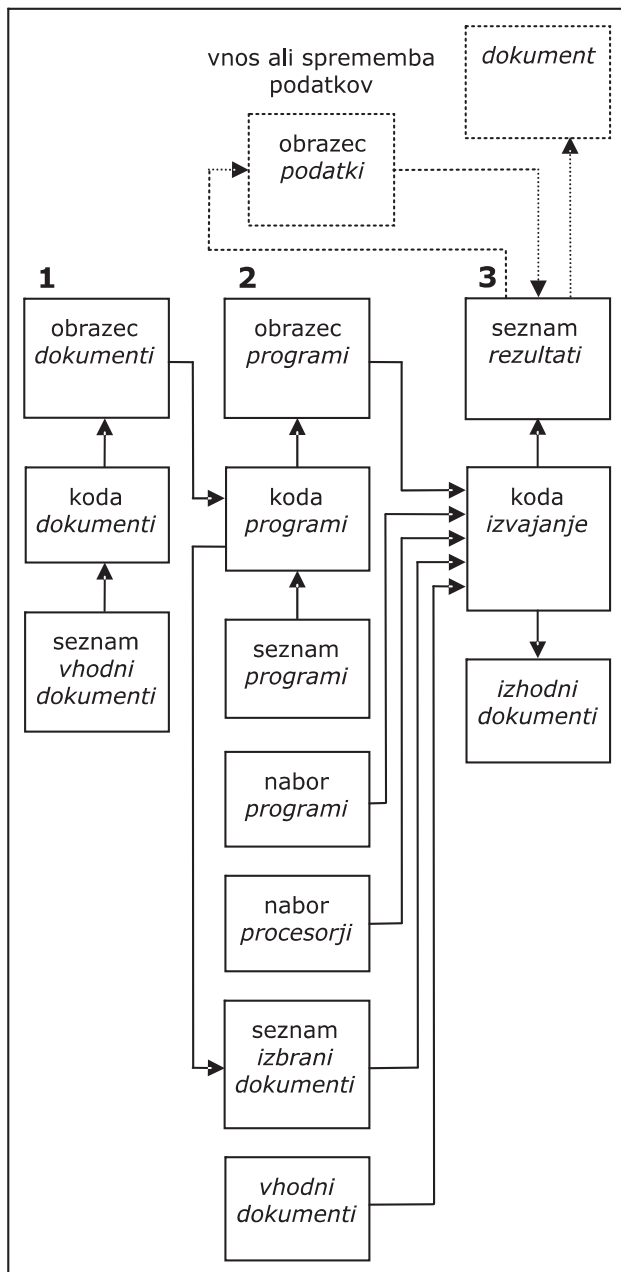 vnos ali sprememba
podatkov
dokument
obrazec
podatki
1
2
3
obrazec
dokumenti
obrazec
programi
seznam
rezultati
koda
dokumenti
koda
programi
koda
izvajanje
seznam
vhodni
dokumenti
seznam
programi
izhodni
dokumenti
nabor
programi
nabor
procesorji
seznam
izbrani
dokumenti
vhodni
dokumenti